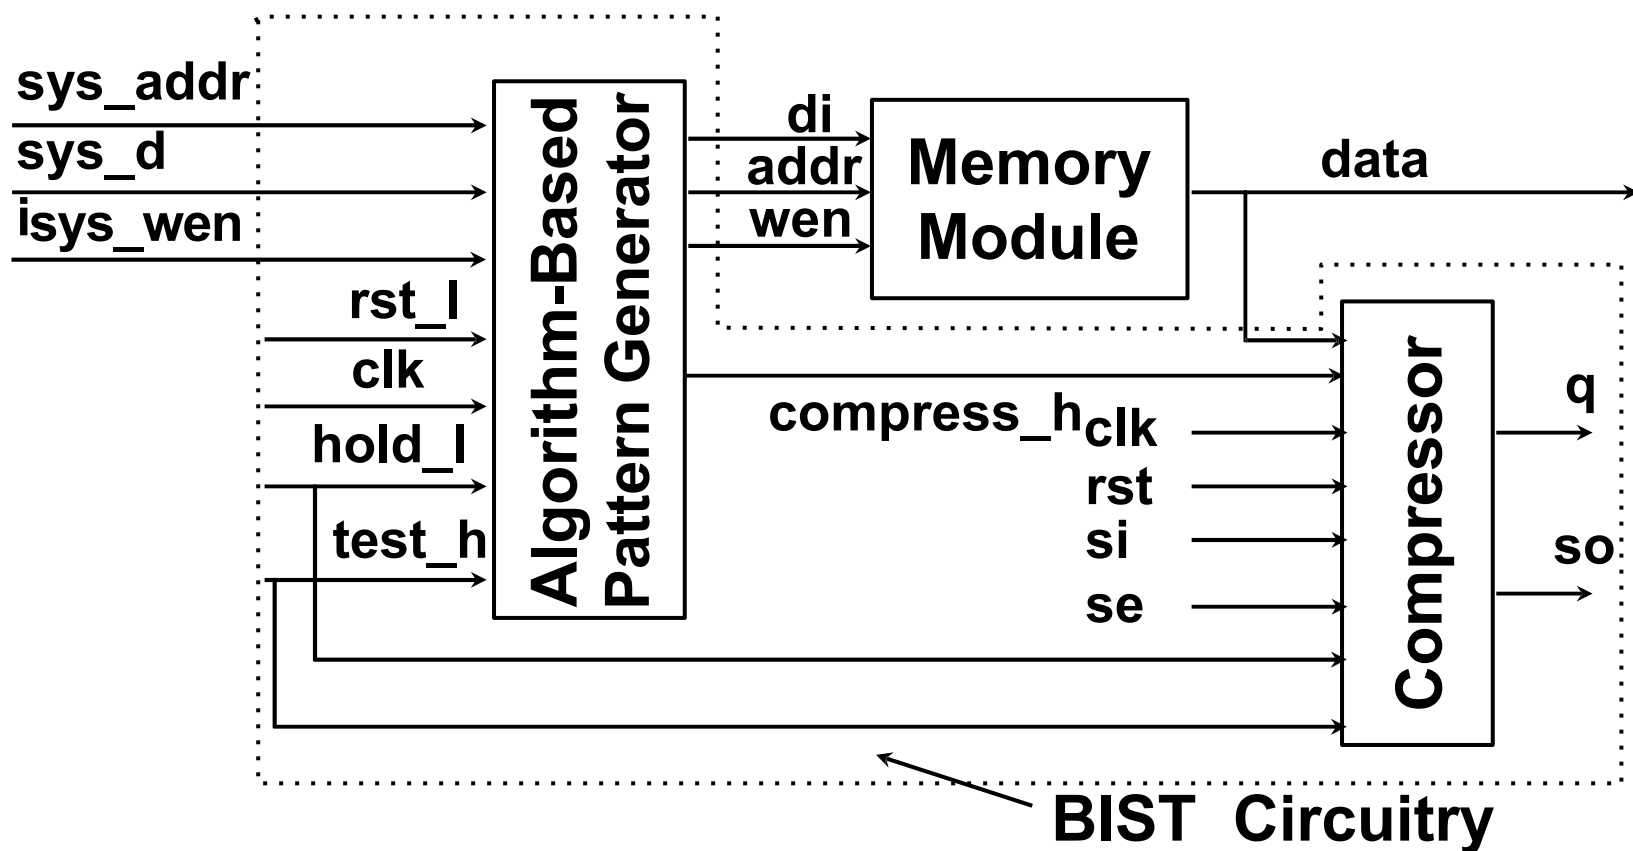 sys_addr
sys_d
isys_wen
rst_l
clk
hold_l
test_h
Algorithm-Based
Pattern Generator
di
addr
wen
Memory
Module
data
compress_h
clk
rst
si
se
Compressor
q
so
BIST Circuitry